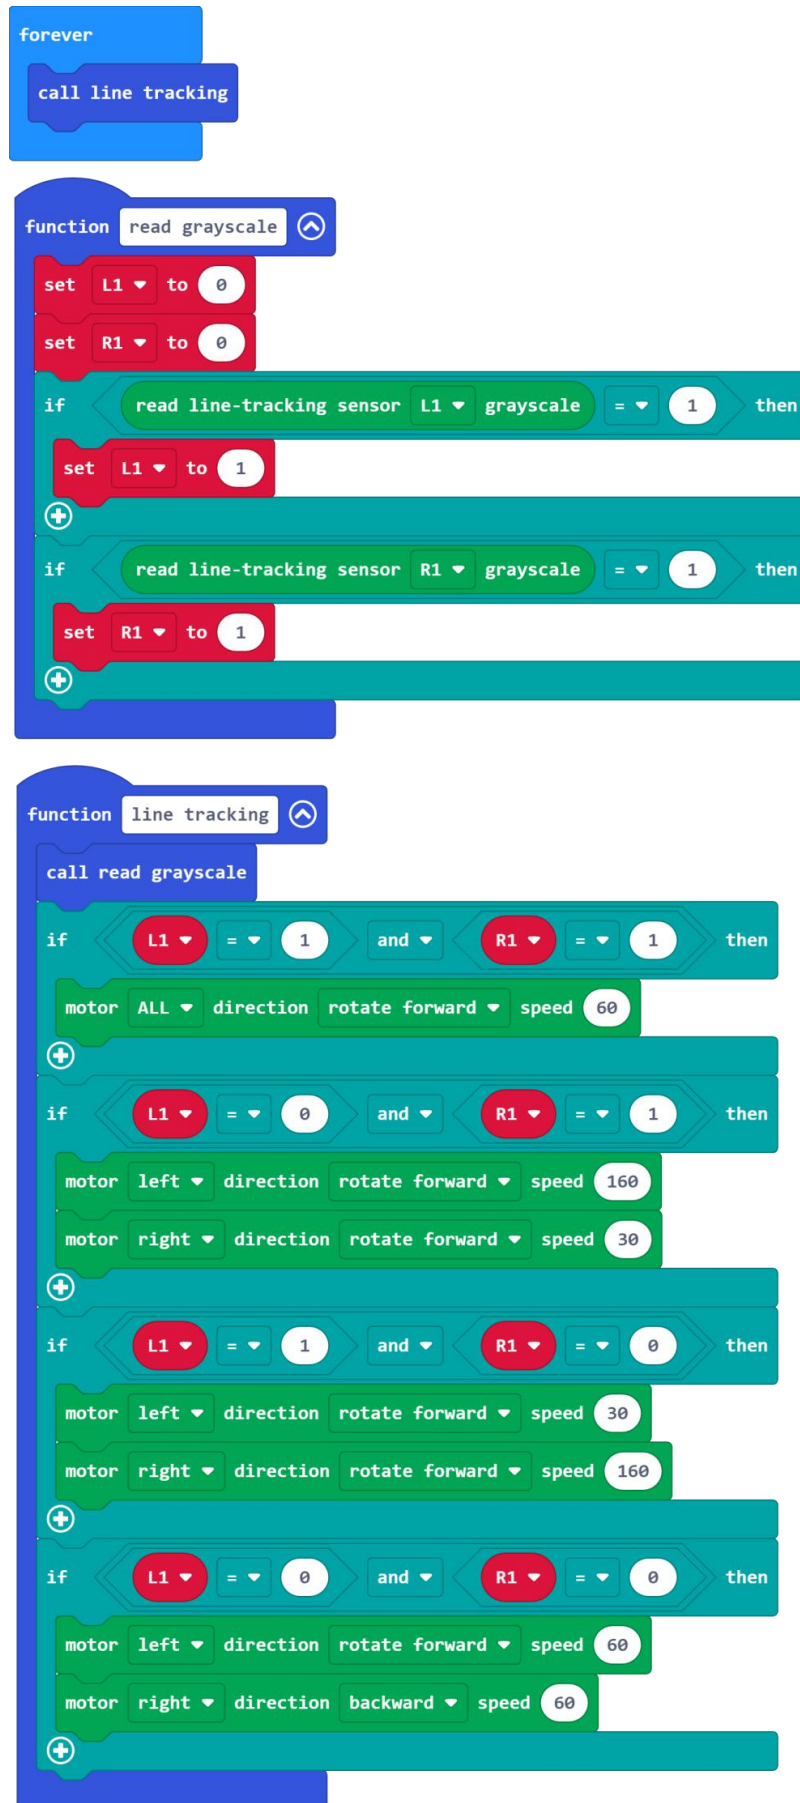 forever
call line tracking
function read grayscale
set L1 to 0
set R1 to 0
if read line-tracking sensor L1 grayscale = 1 then
set L1 to 1
if read line-tracking sensor R1 grayscale = 1 then
set R1 to 1
function line tracking
call read grayscale
if L1 = 1 and R1 = 1 then
motor ALL direction rotate forward speed 60
if L1 = 0 and R1 = 1 then
motor left direction rotate forward speed 160
motor right direction rotate forward speed 30
if L1 = 1 and R1 = 0 then
motor left direction rotate forward speed 30
motor right direction rotate forward speed 160
if L1 = 0 and R1 = 0 then
motor left direction rotate forward speed 60
motor right direction backward speed 60